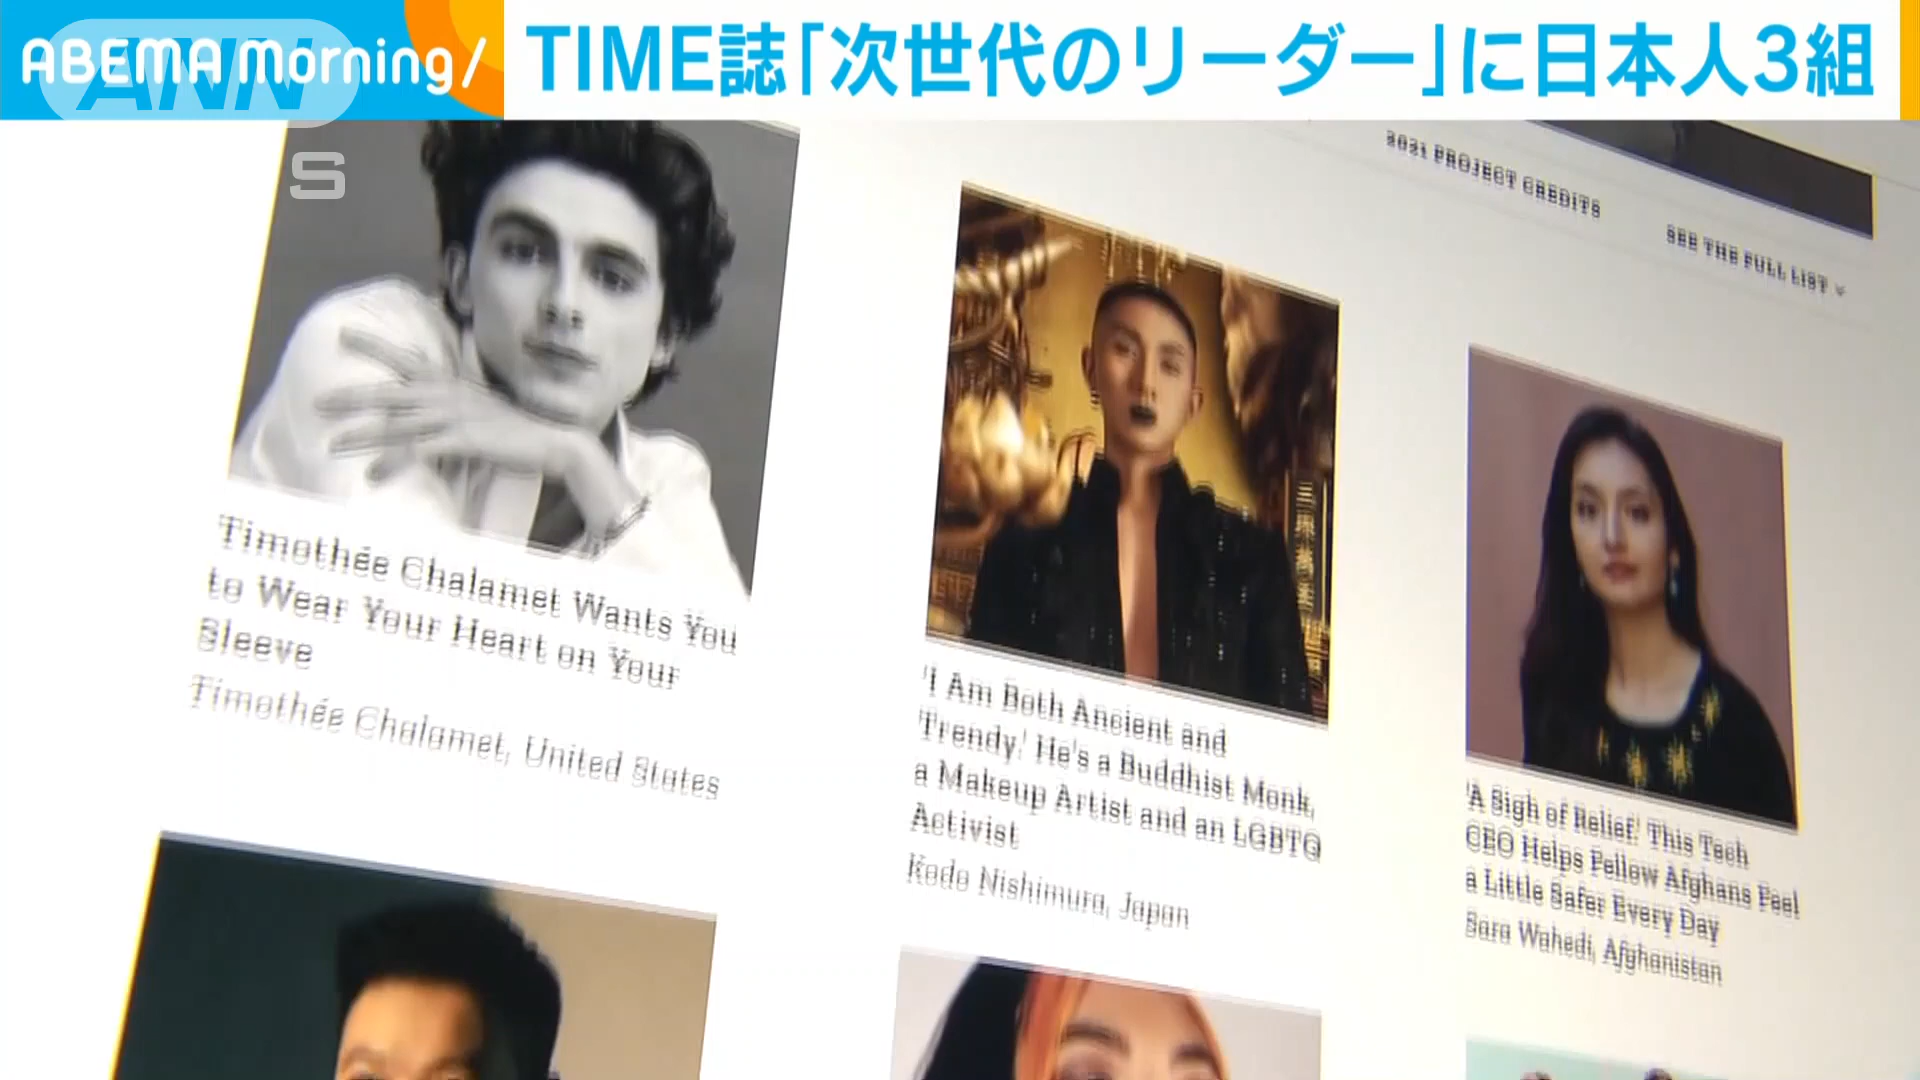 ABEMA Morning/
ANN
S
TIME誌「次世代のリーダー」に日本人3組
2021 PROJECT CREDITS
SEE THE FULL LIST
Timothée Chalamet Wants You
to Wear Your Heart on Your
Sleeve
Timothée Chalamet, United States
'I Am Both Ancient and
Trendy.' He's a Buddhist Monk,
a Makeup Artist and an LGBTQ
Activist
Kodo Nishimura, Japan
'A Sigh of Relief.' This Tech
CEO Helps Fellow Afghans Feel
a Little Safer Every Day
Sara Wahedi, Afghanistan